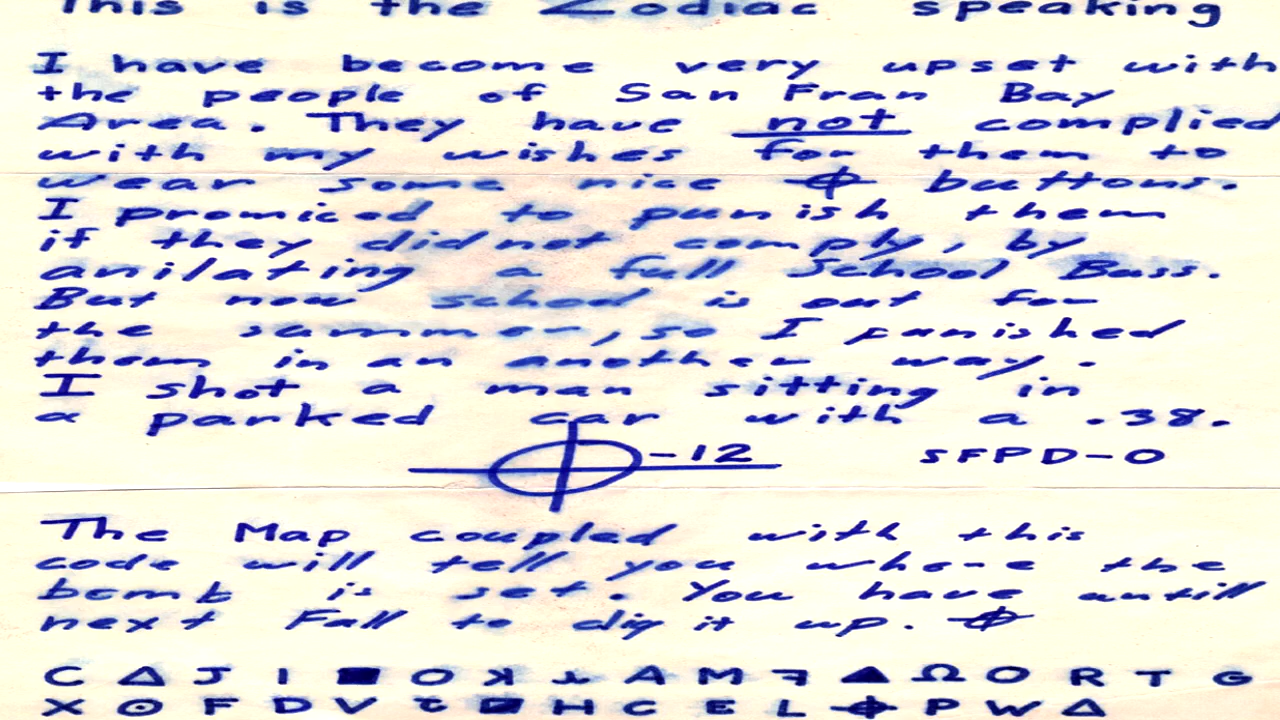 This is the Zodiac speaking
I have become very upset with
the people of San Fran Bay
Area. They have not complied
with my wishes for them to
wear some nice ⌖ buttons.
I promiced to punish them
if they did not comply, by
anilating a full School Buss.
But now school is out for
the summer, so I punished
them in an another way.
I shot a man sitting in
a parked car with a .38.
⌖-12 SFPD-0
The Map coupled with this
code will tell you where the
bomb is set. You have untill
next Fall to dig it up. ⌖
C Δ J I ■ O ꓘ ⅄ A M ꟻ ▲ Ω O R T G
X ⊙ F D V Ɛ ◪ H C E L ⌖ P W Δ